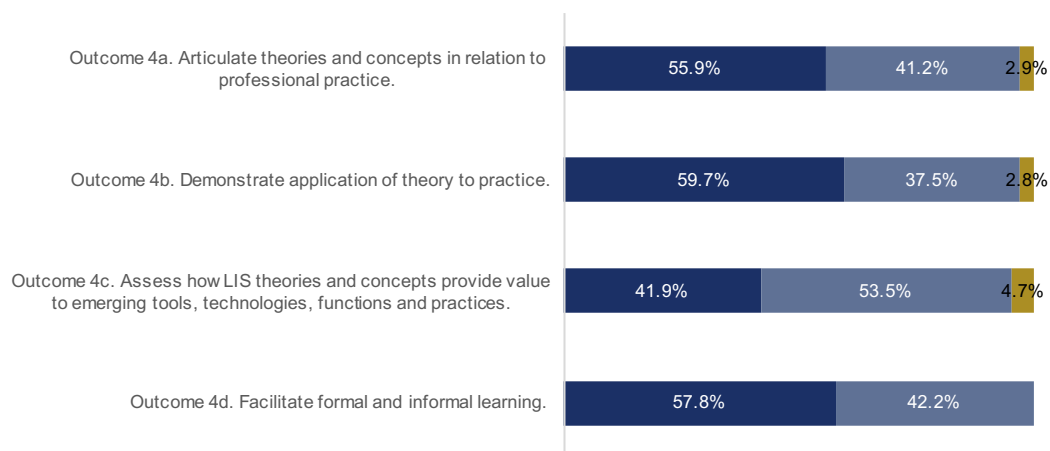 Outcome 4a. Articulate theories and concepts in relation to
professional practice.
55.9% 41.2% 2.9%
Outcome 4b. Demonstrate application of theory to practice.
59.7% 37.5% 2.8%
Outcome 4c. Assess how LIS theories and concepts provide value
to emerging tools, technologies, functions and practices.
41.9% 53.5% 4.7%
Outcome 4d. Facilitate formal and informal learning.
57.8% 42.2%